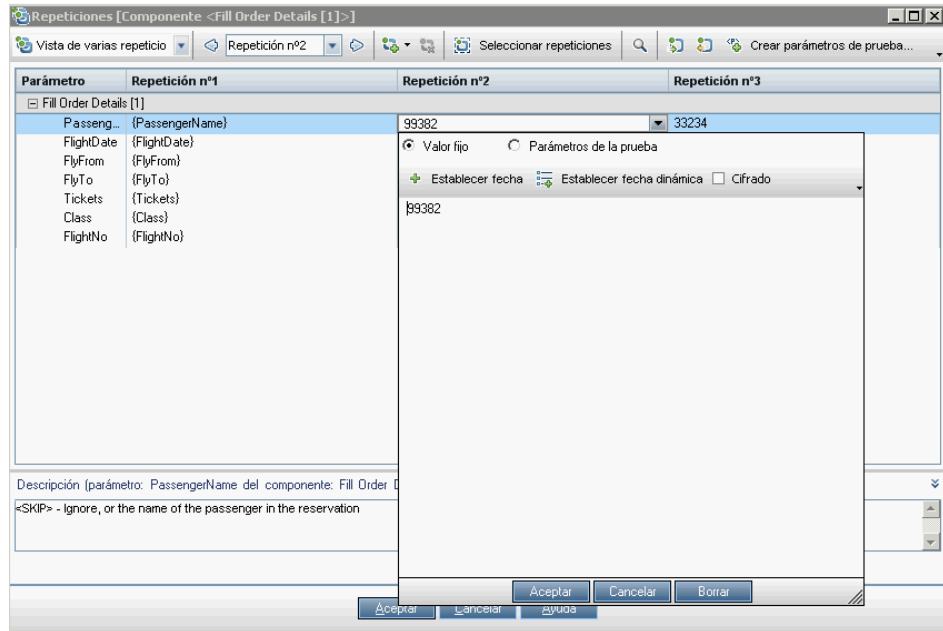 Repeticiones [Componente <Fill Order Details [1]>]
Vista de varias repeticio Repetición nº2 Seleccionar repeticiones Crear parámetros de prueba...
Parámetro Repetición nº1 Repetición nº2 Repetición nº3
Fill Order Details [1]
Passeng... {PassengerName} 99382 33234
FlightDate {FlightDate} Valor fijo Parámetros de la prueba
FlyFrom {FlyFrom}
FlyTo {FlyTo} Establecer fecha Establecer fecha dinámica Cifrado
Tickets {Tickets}
Class {Class} 99382
FlightNo {FlightNo}
Descripción (parámetro: PassengerName del componente: Fill Order
<SKIP> - Ignore, or the name of the passenger in the reservation
Aceptar Cancelar Borrar
Aceptar Cancelar Ayuda